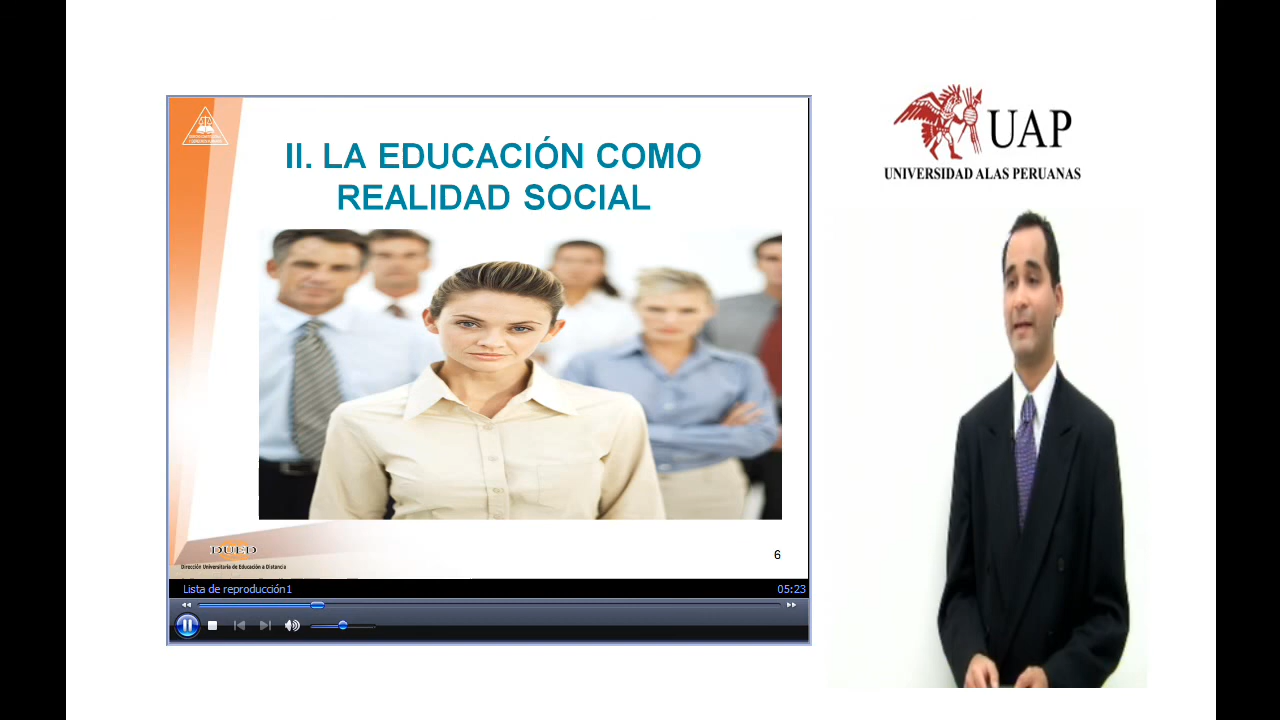 II. LA EDUCACIÓN COMO
REALIDAD SOCIAL
DUED
Dirección Universitaria de Educación a Distancia
6
Lista de reproducción1
05:23
UAP
UNIVERSIDAD ALAS PERUANAS